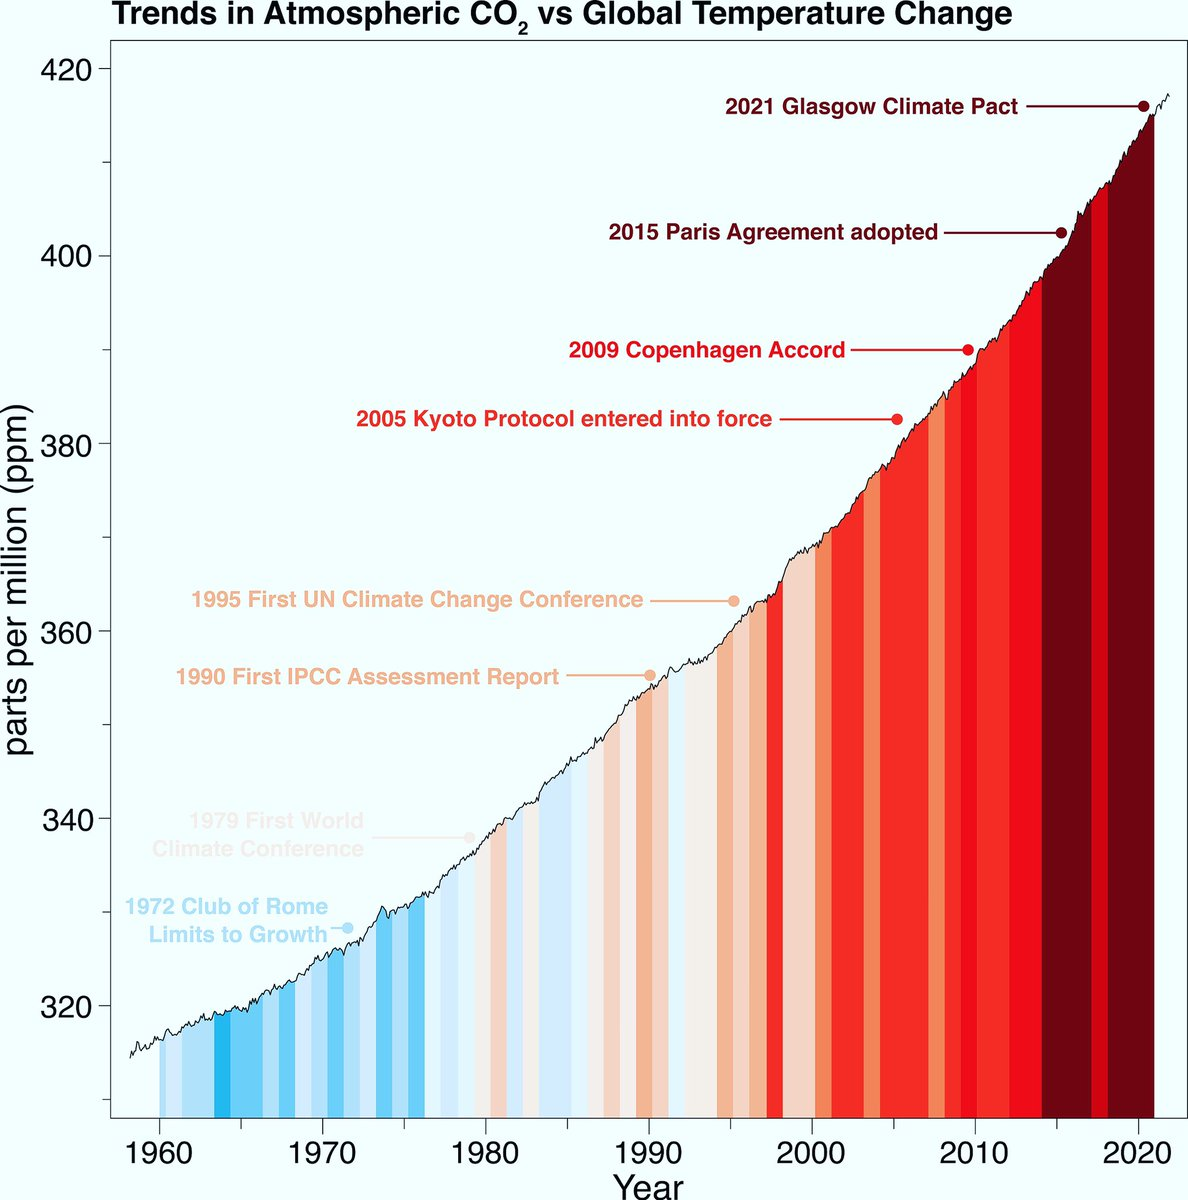 Trends in Atmospheric CO₂ vs Global Temperature Change
420
400
380
360
340
320
parts per million (ppm)
2021 Glasgow Climate Pact
2015 Paris Agreement adopted
2009 Copenhagen Accord
2005 Kyoto Protocol entered into force
1995 First UN Climate Change Conference
1990 First IPCC Assessment Report
1979 First World
Climate Conference
1972 Club of Rome
Limits to Growth
1960
1970
1980
1990
2000
2010
2020
Year